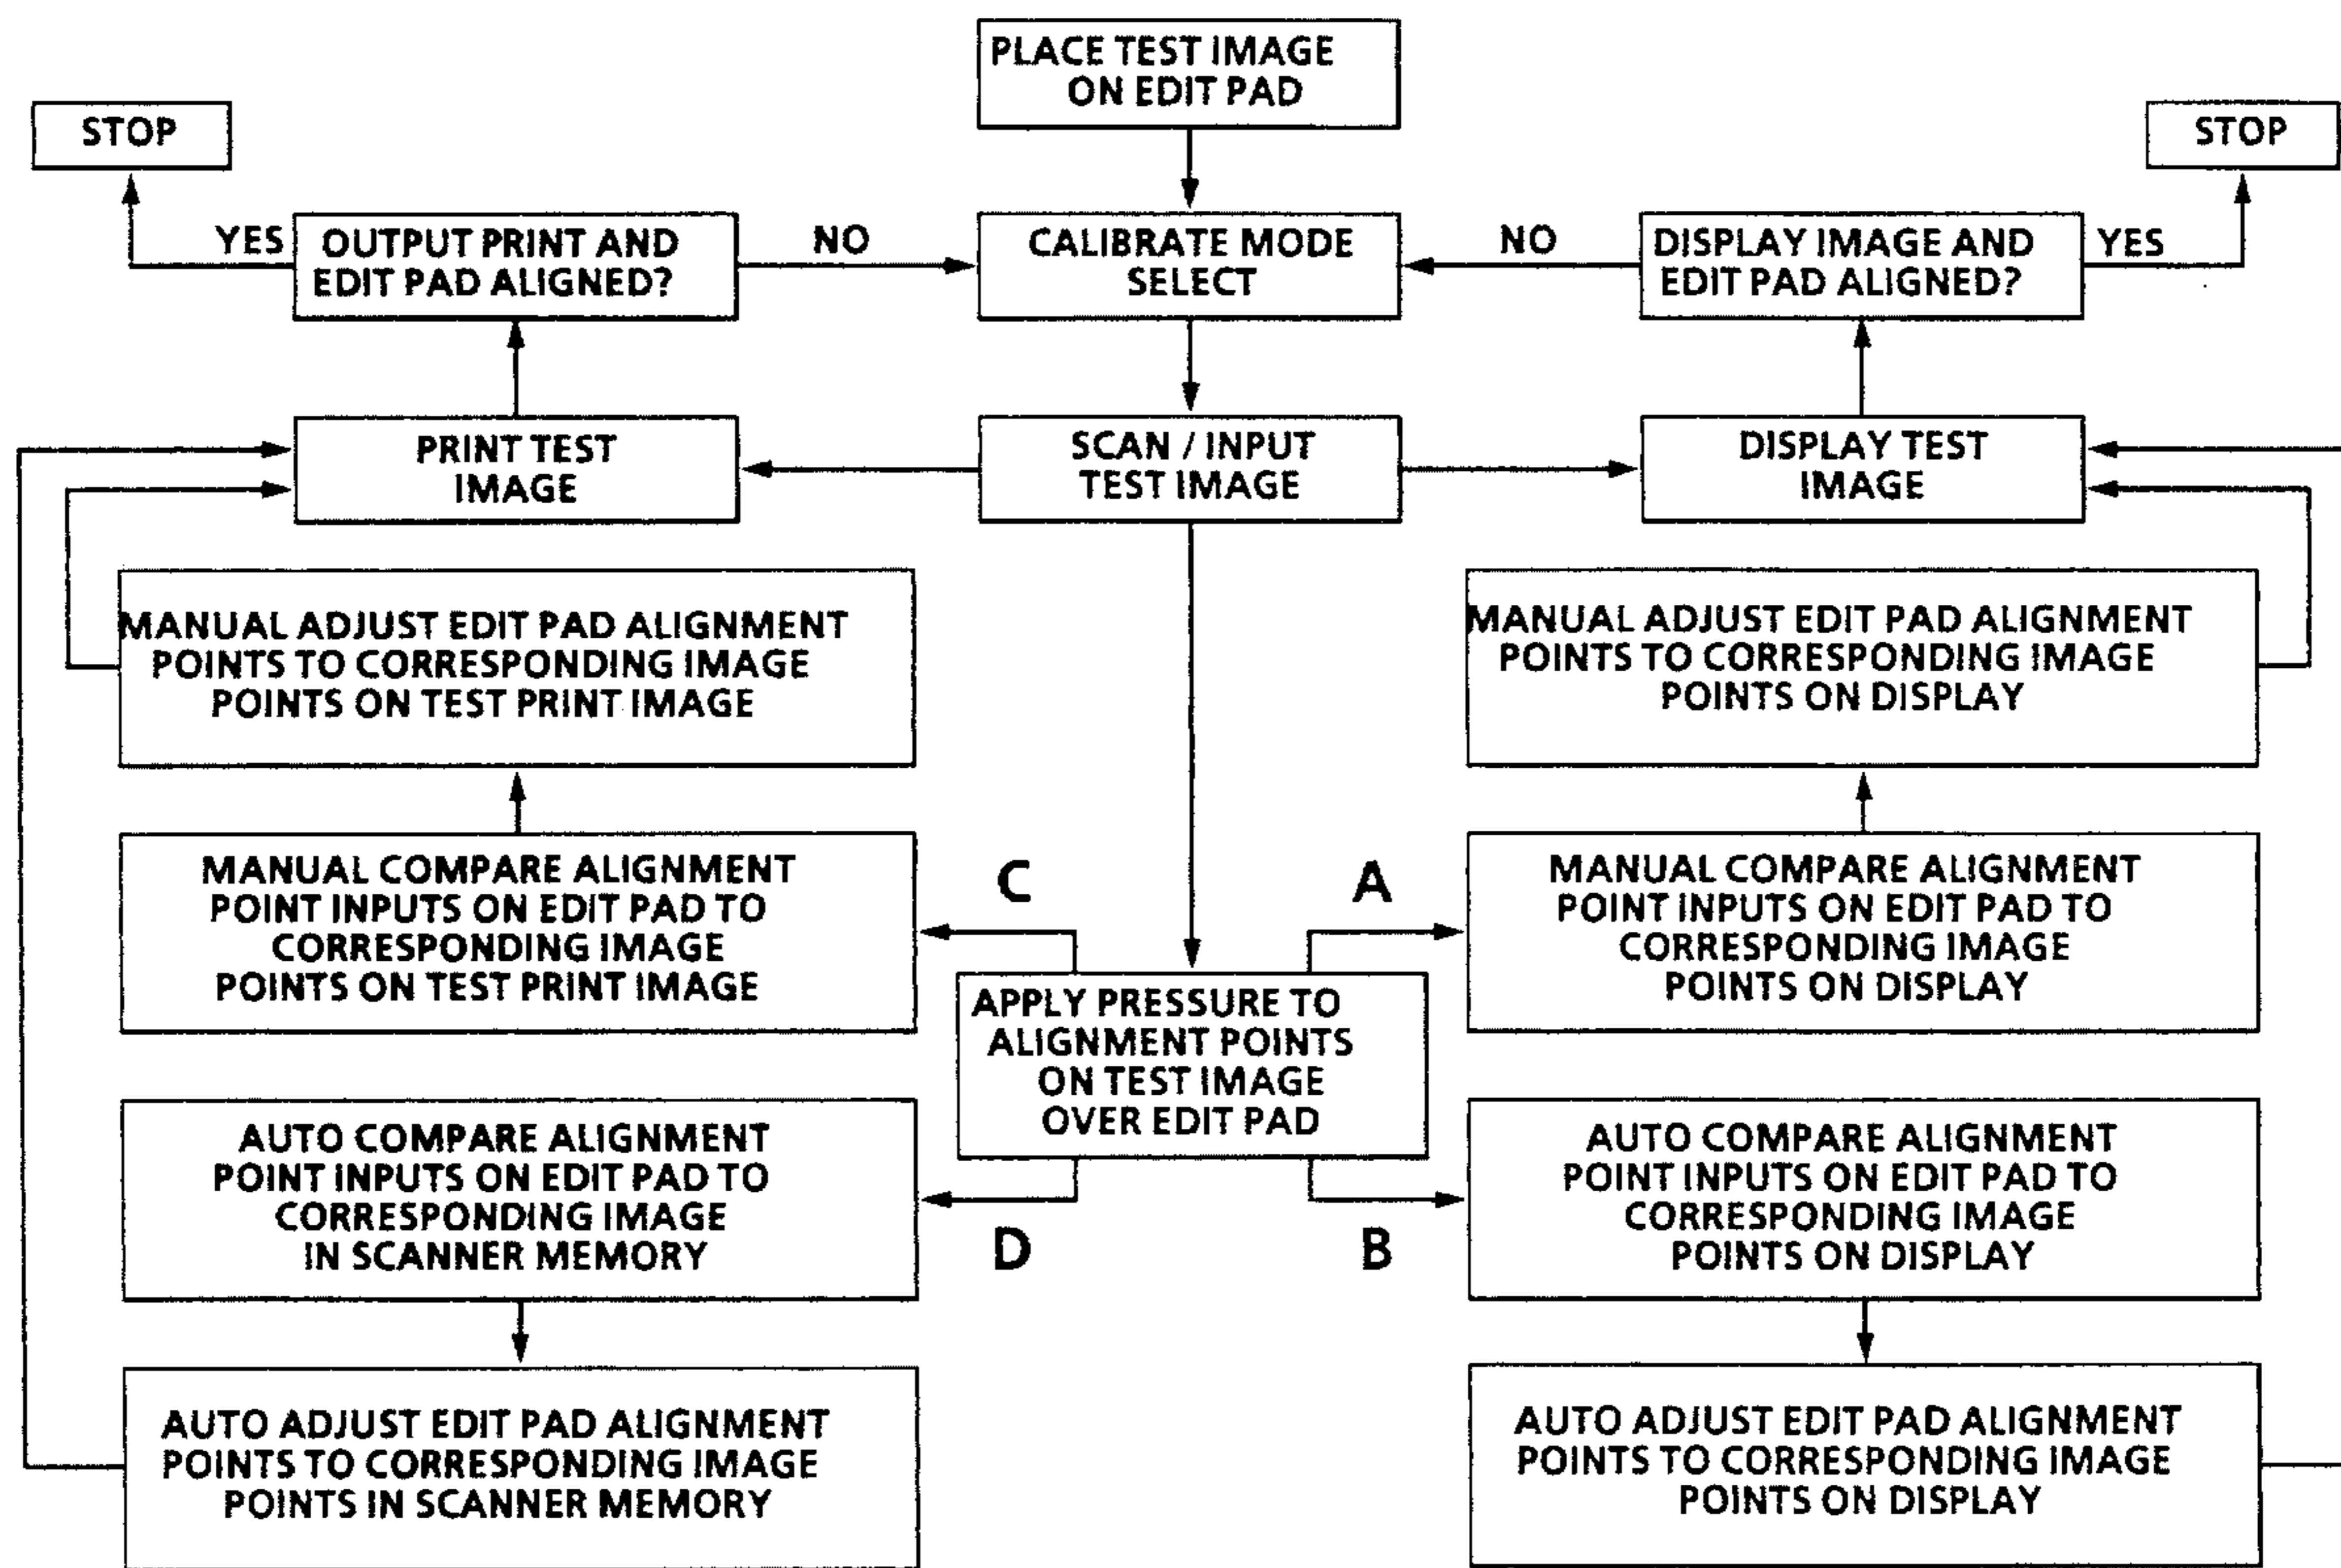 PLACE TEST IMAGE
ON EDIT PAD
STOP
STOP
YES
OUTPUT PRINT AND
EDIT PAD ALIGNED?
NO
CALIBRATE MODE
SELECT
NO
DISPLAY IMAGE AND
EDIT PAD ALIGNED?
YES
PRINT TEST
IMAGE
SCAN / INPUT
TEST IMAGE
DISPLAY TEST
IMAGE
MANUAL ADJUST EDIT PAD ALIGNMENT
POINTS TO CORRESPONDING IMAGE
POINTS ON TEST PRINT IMAGE
MANUAL ADJUST EDIT PAD ALIGNMENT
POINTS TO CORRESPONDING IMAGE
POINTS ON DISPLAY
MANUAL COMPARE ALIGNMENT
POINT INPUTS ON EDIT PAD TO
CORRESPONDING IMAGE
POINTS ON TEST PRINT IMAGE
C
A
MANUAL COMPARE ALIGNMENT
POINT INPUTS ON EDIT PAD TO
CORRESPONDING IMAGE
POINTS ON DISPLAY
APPLY PRESSURE TO
ALIGNMENT POINTS
ON TEST IMAGE
OVER EDIT PAD
AUTO COMPARE ALIGNMENT
POINT INPUTS ON EDIT PAD TO
CORRESPONDING IMAGE
IN SCANNER MEMORY
D
B
AUTO COMPARE ALIGNMENT
POINT INPUTS ON EDIT PAD TO
CORRESPONDING IMAGE
POINTS ON DISPLAY
AUTO ADJUST EDIT PAD ALIGNMENT
POINTS TO CORRESPONDING IMAGE
POINTS IN SCANNER MEMORY
AUTO ADJUST EDIT PAD ALIGNMENT
POINTS TO CORRESPONDING IMAGE
POINTS ON DISPLAY